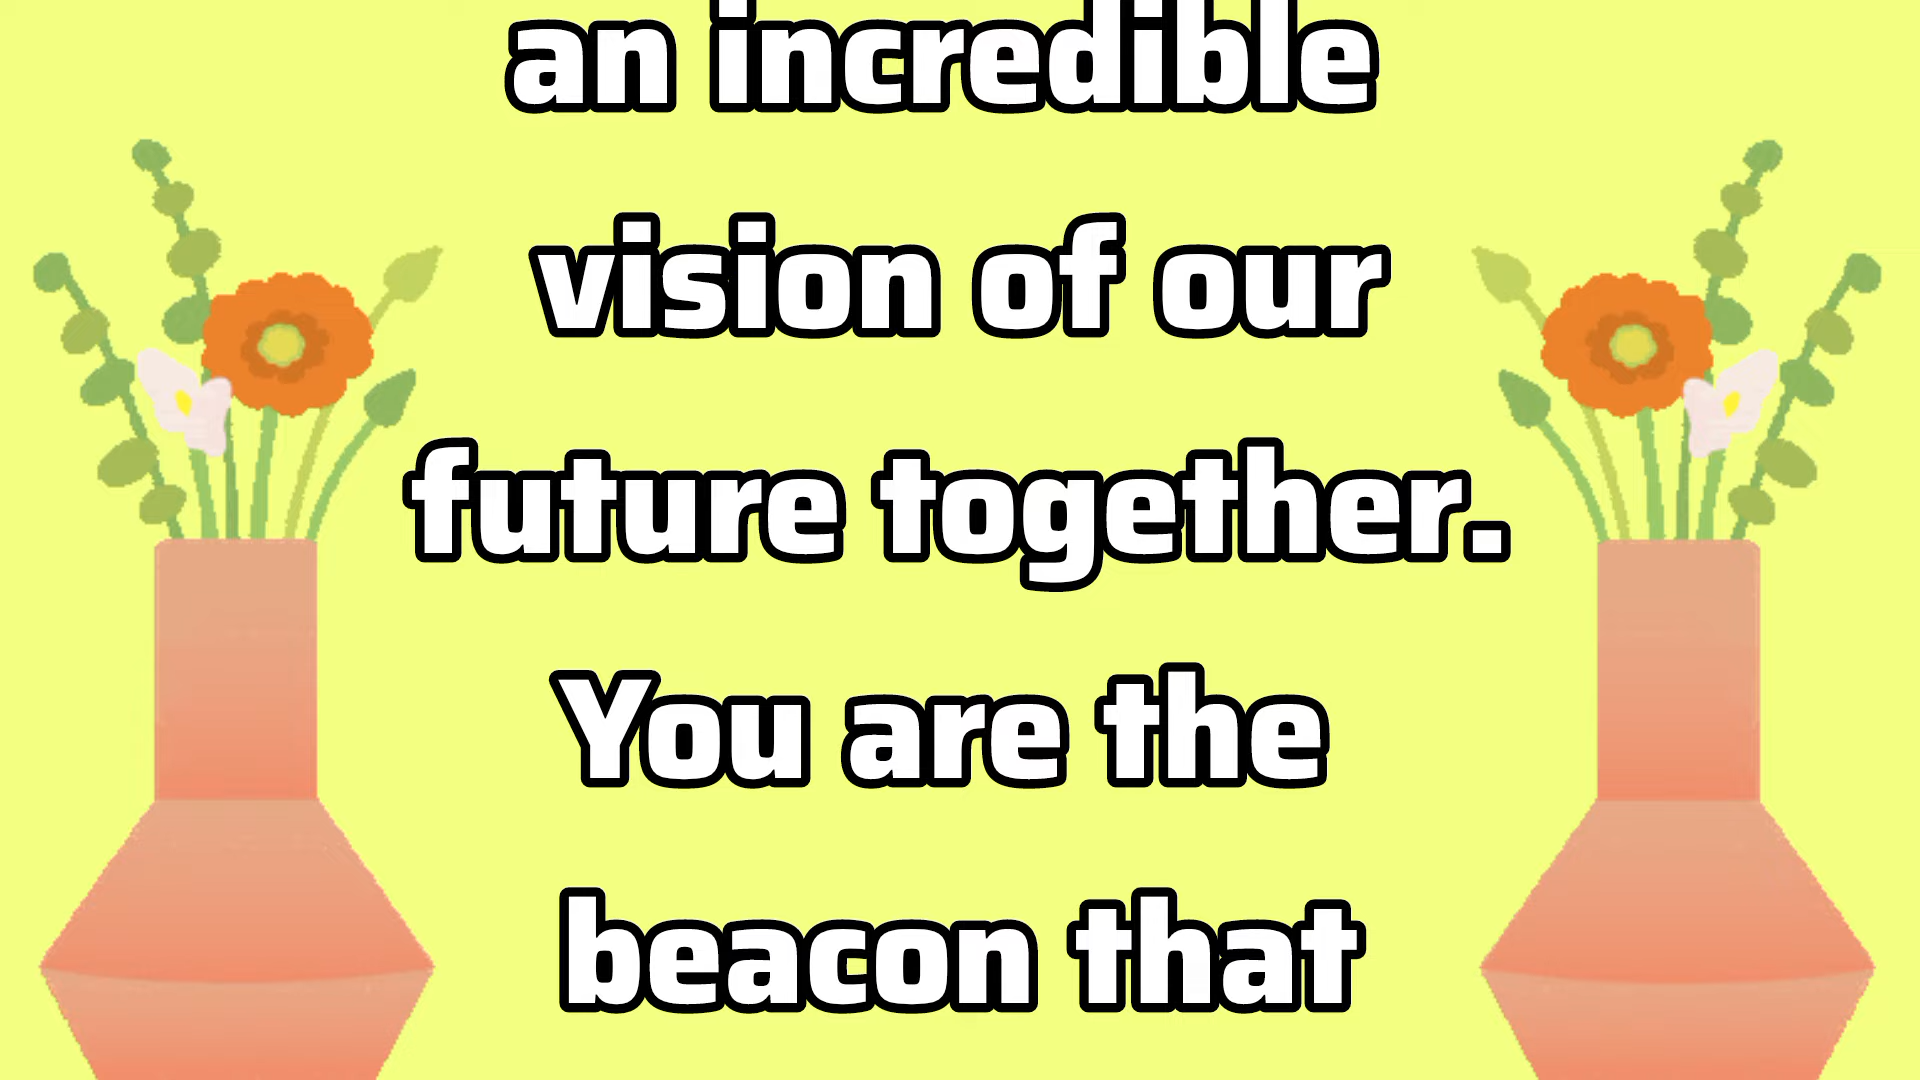 an incredible
vision of our
future together.
You are the
beacon that